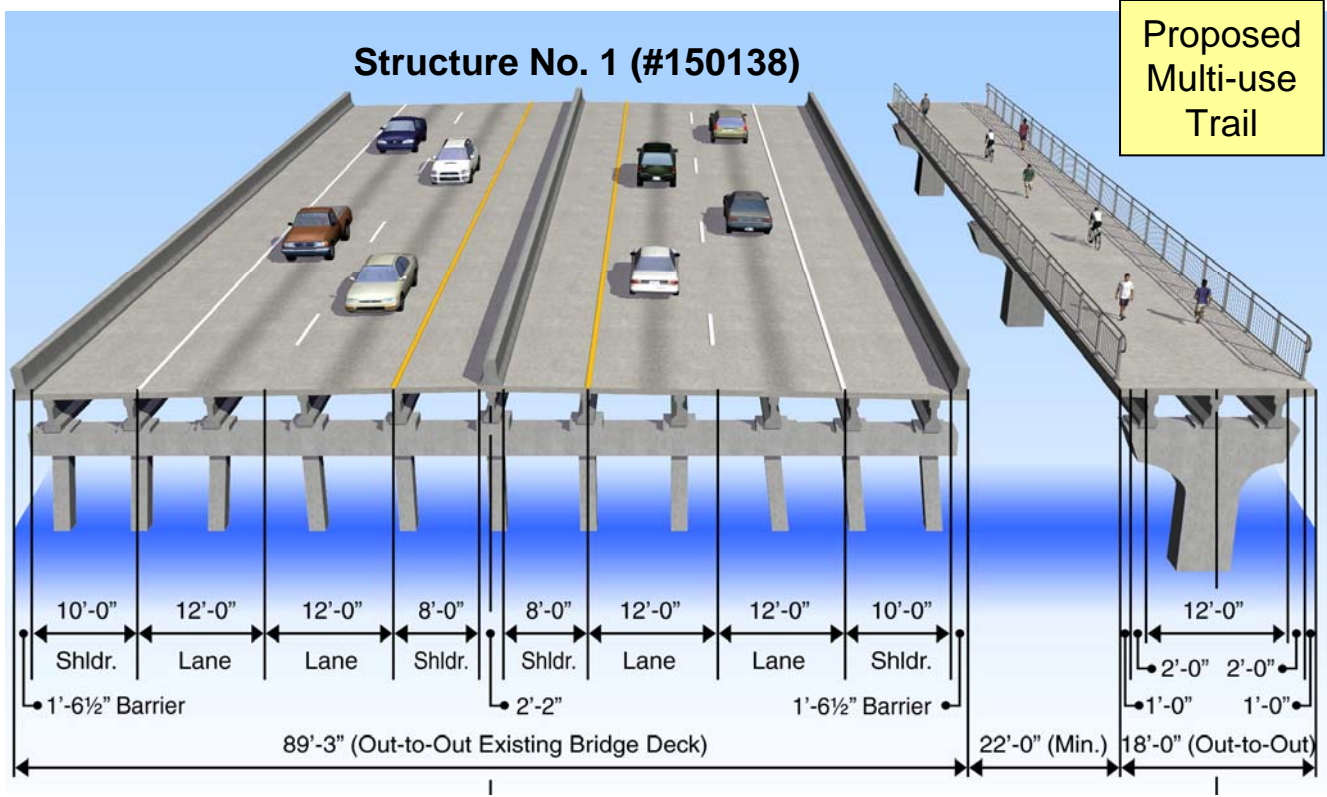 Proposed
Multi-use
Trail
Structure No. 1 (#150138)
10’-0” 12’-0” 12’-0” 8’-0” 8’-0” 12’-0” 12’-0” 10’-0” 12’-0”
Shldr. Lane Lane Shldr. Shldr. Lane Lane Shldr. 2’-0” 2’-0”
1’-6½” Barrier 2’-2” 1’-6½” Barrier 1’-0” 1’-0”
89’-3” (Out-to-Out Existing Bridge Deck) 22’-0” (Min.) 18’-0” (Out-to-Out)